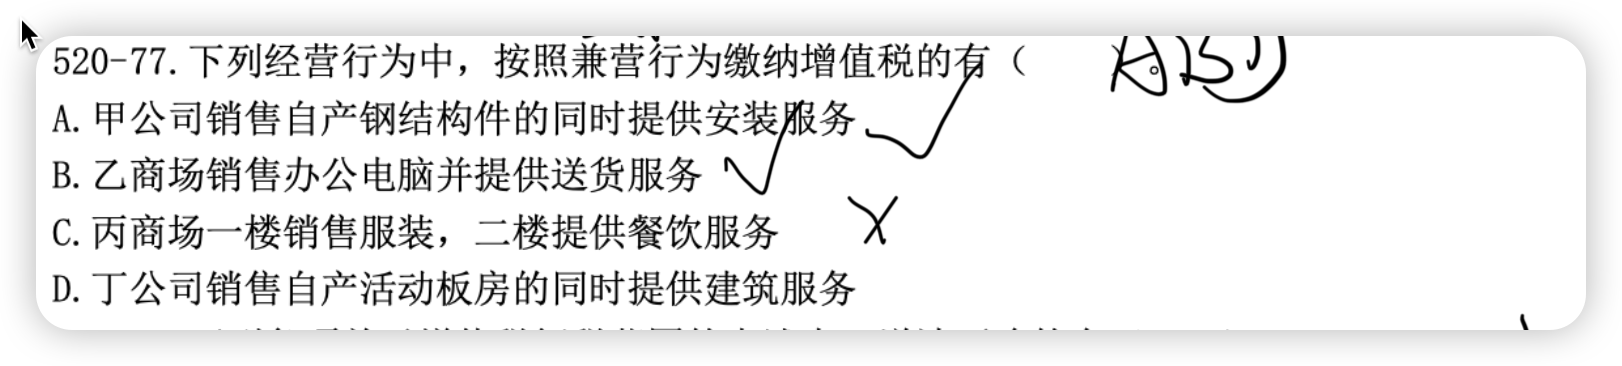 520-77.下列经营行为中，按照兼营行为缴纳增值税的有（ ABD
A.甲公司销售自产钢结构件的同时提供安装服务
B.乙商场销售办公电脑并提供送货服务
C.丙商场一楼销售服装，二楼提供餐饮服务
D.丁公司销售自产活动板房的同时提供建筑服务